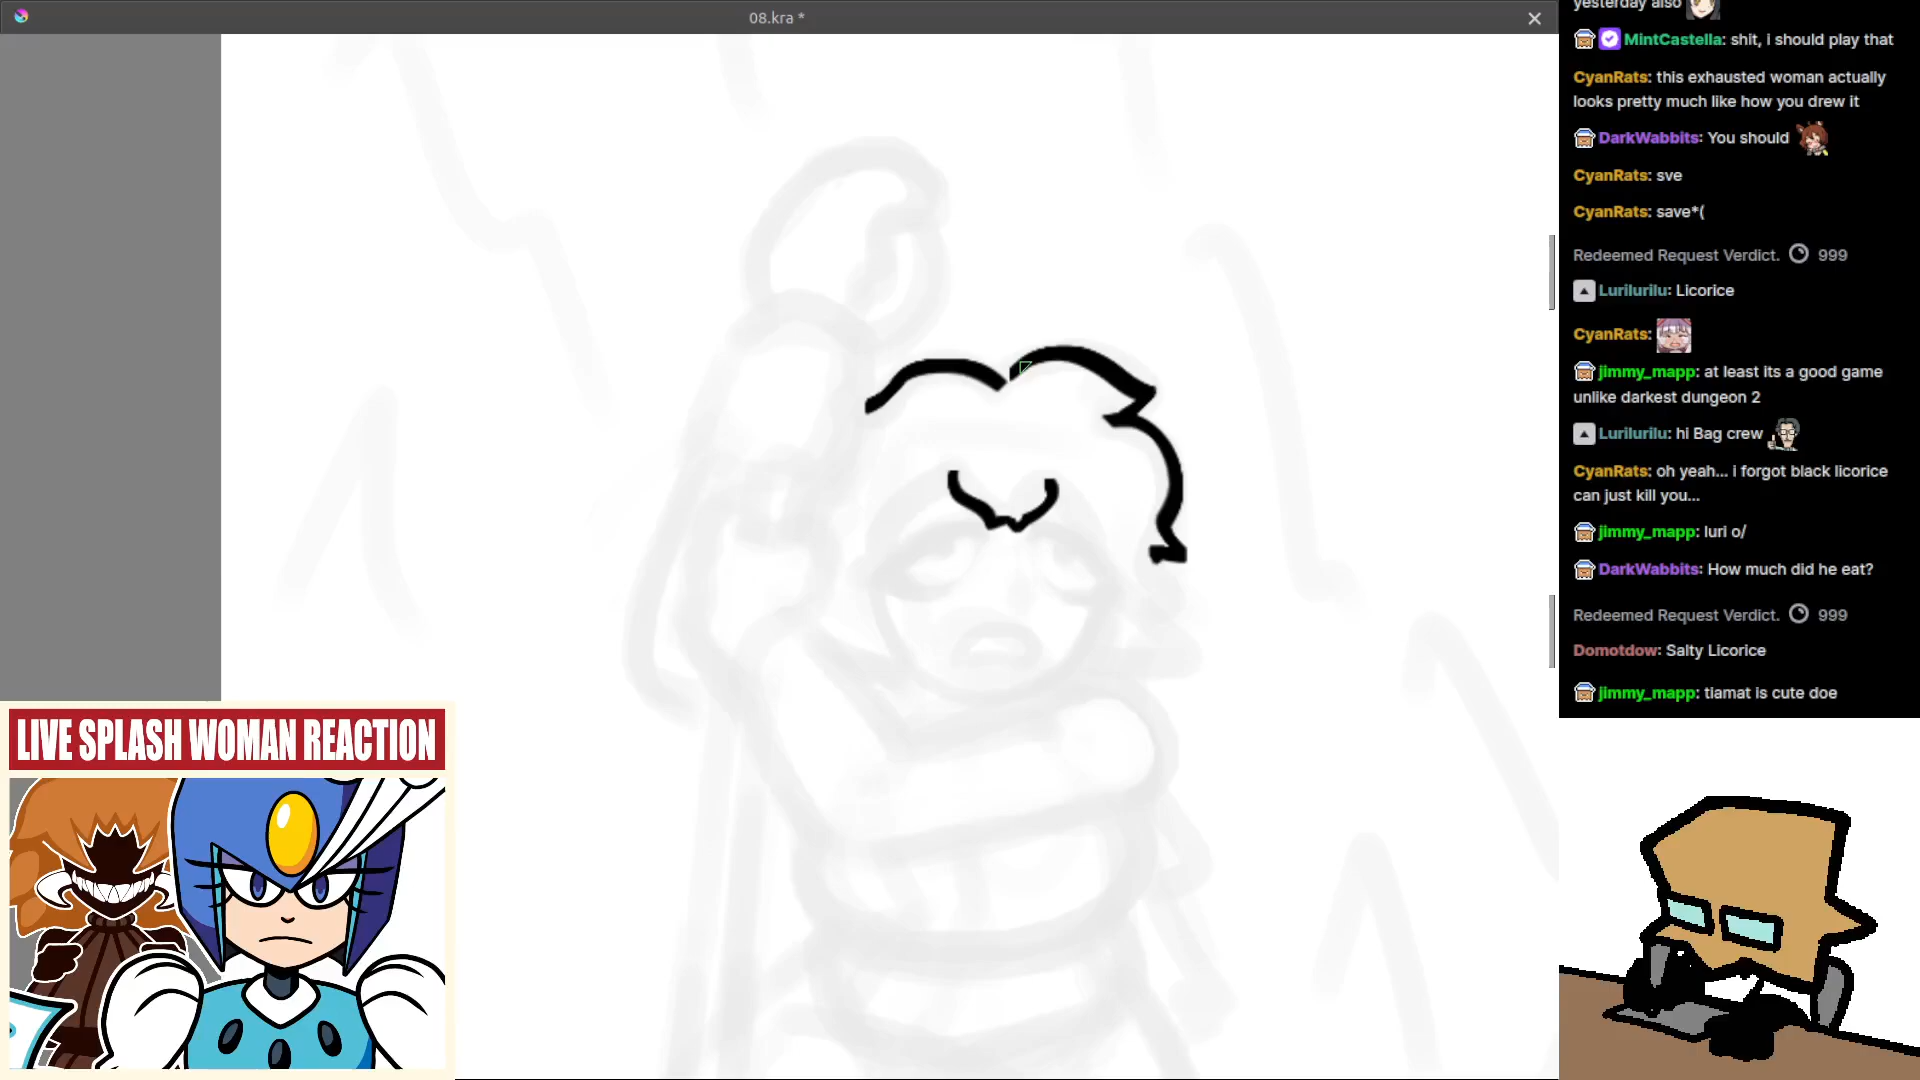 08.kra *
yesterday also
MintCastella: shit, i should play that
CyanRats: this exhausted woman actually
looks pretty much like how you drew it
DarkWabbits: You should
CyanRats: sve
CyanRats: save*(
Redeemed Request Verdict. 999
Lurilurilu: Licorice
CyanRats:
jimmy_mapp: at least its a good game
unlike darkest dungeon 2
Lurilurilu: hi Bag crew
CyanRats: oh yeah... i forgot black licorice
can just kill you...
jimmy_mapp: luri o/
DarkWabbits: How much did he eat?
Redeemed Request Verdict. 999
Domotdow: Salty Licorice
jimmy_mapp: tiamat is cute doe
LIVE SPLASH WOMAN REACTION